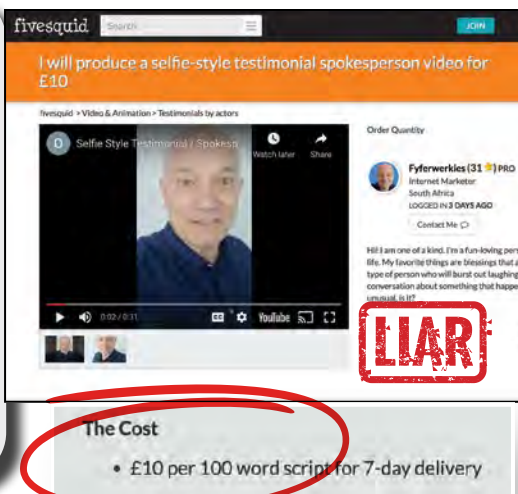 fivesquid
Search
JOIN
I will produce a selfie-style testimonial spokesperson video for
£10
fivesquid > Video & Animation > Testimonials by actors
Selfie Style Testimonial / Spokes
Watch later
Share
0:02 / 0:31
CC
YouTube
Order Quantity
Fyferwerkies (31 ) PRO
Internet Marketer
South Africa
LOGGED IN 3 DAYS AGO
Contact Me
Hi! I am one of a kind. I'm a fun-loving pers
life. My favorite things are blessings that a
type of person who will burst out laughing
conversation about something that happe
unusual, is it?
LIAR
The Cost
• £10 per 100 word script for 7-day delivery